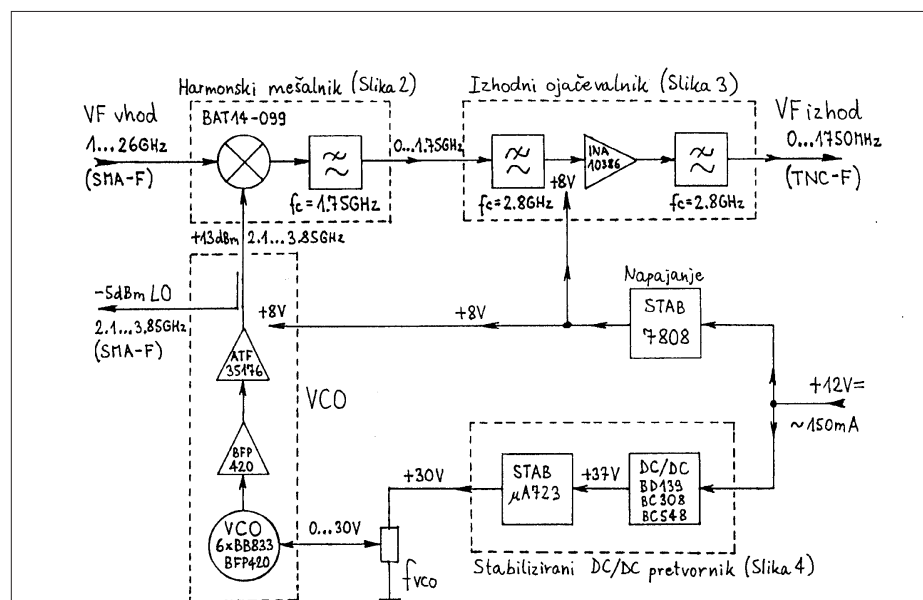 Harmonski mešalnik (Slika 2)
Izhodni ojačevalnik (Slika 3)
VF vhod
1...26GHz
(SMA-F)
BAT14-099
fc=1.75GHz
0...1.75GHz
fc=2.8GHz
INA
10386
+8V
fc=2.8GHz
VF izhod
0...1750MHz
(TNC-F)
+13dBm 2.1...3.85GHz
-5dBm LO
2.1...3.85GHz
(SMA-F)
+8V
+8V
Napajanje
STAB
7808
+12V=
~150mA
ATF
35176
VCO
BFP
420
VCO
6xBB833
BFP420
0...30V
+30V
fvco
STAB
μA723
+37V
DC/DC
BD139
BC308
BC548
Stabilizirani DC/DC pretvornik (Slika 4)